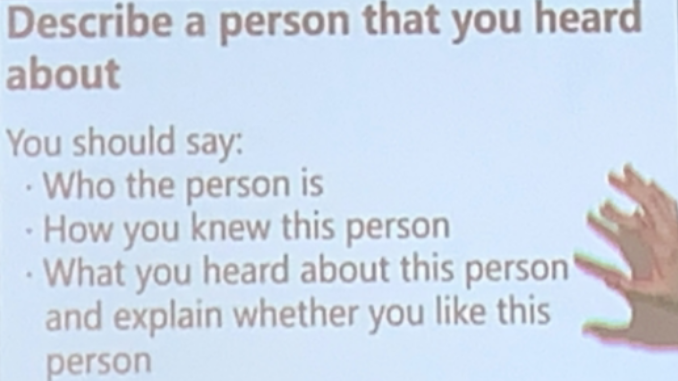 Describe a person that you heard
about
You should say:
· Who the person is
· How you knew this person
· What you heard about this person
and explain whether you like this
person